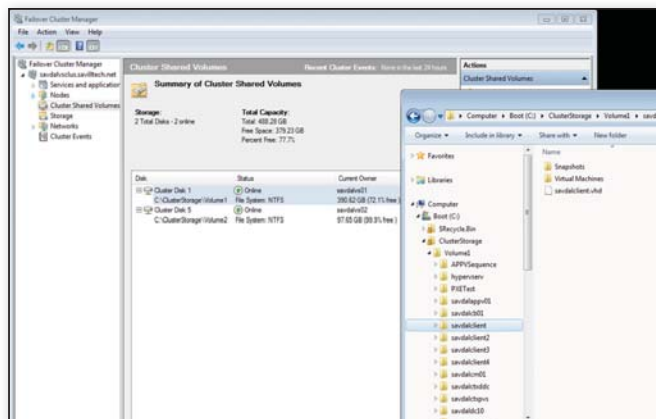 Failover Cluster Manager
File Action View Help
Failover Cluster Manager
savdalvsclus.savilltech.net
Services and application
Nodes
Cluster Shared Volumes
Storage
Networks
Cluster Events
Cluster Shared Volumes
Recent Cluster Events: None in the last 24 hours
Summary of Cluster Shared Volumes
Storage:
2 Total Disks - 2 online
Total Capacity:
Total: 488.28 GB
Free Space: 379.23 GB
Percent Free: 77.7%
Disk Status Current Owner
Cluster Disk 1 Online savdalvs01
C:\ClusterStorage\Volume1 File System: NTFS 390.62 GB (72.1% free )
Cluster Disk 5 Online savdalvs02
C:\ClusterStorage\Volume2 File System: NTFS 97.65 GB (99.9% free )
Actions
Cluster Shared Volumes
Computer Boot (C:) ClusterStorage Volume1
Organize Include in library Share with New folder
Favorites
Libraries
Computer
Boot (C:)
$Recycle.Bin
ClusterStorage
Volume1
APPVSequence
hypervserv
PXETest
savdalappv01
savdalcb01
savdalclient
savdalclient2
savdalclient3
savdalclient4
savdalcm01
savdalctxddc
savdalctxpvs
savdaldc10
Name
Snapshots
Virtual Machines
savdalclient.vhd